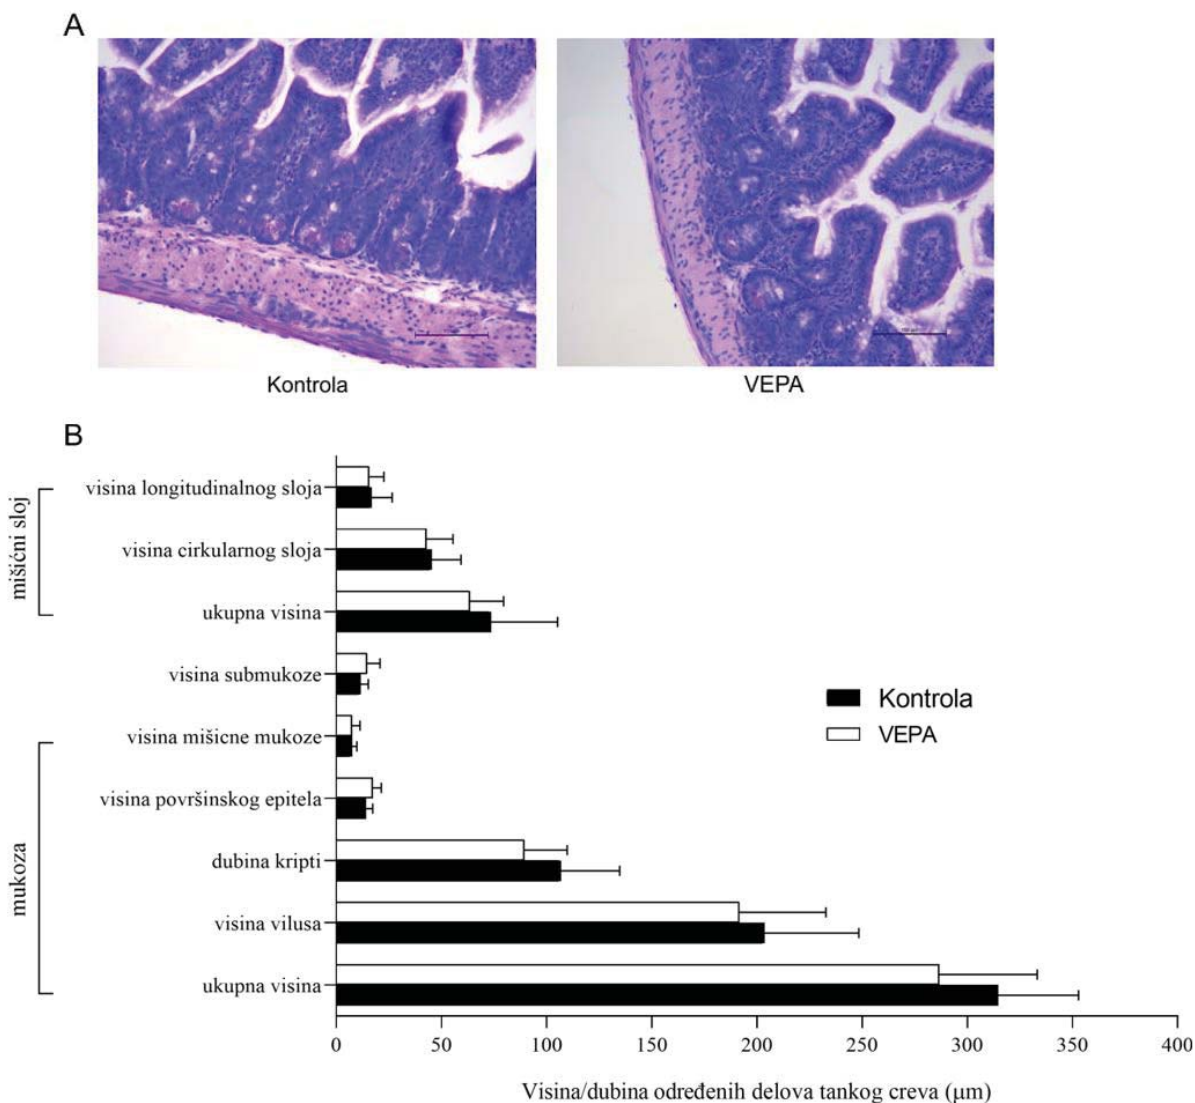 A
Kontrola
VEPA
B
mišićni sloj
visina longitudinalnog sloja
visina cirkularnog sloja
ukupna visina
visina submukoze
mukoza
visina mišicne mukoze
visina površinskog epitela
dubina kripti
visina vilusa
ukupna visina
Kontrola
VEPA
0 50 100 150 200 250 300 350 400
Visina/dubina određenih delova tankog creva (μm)